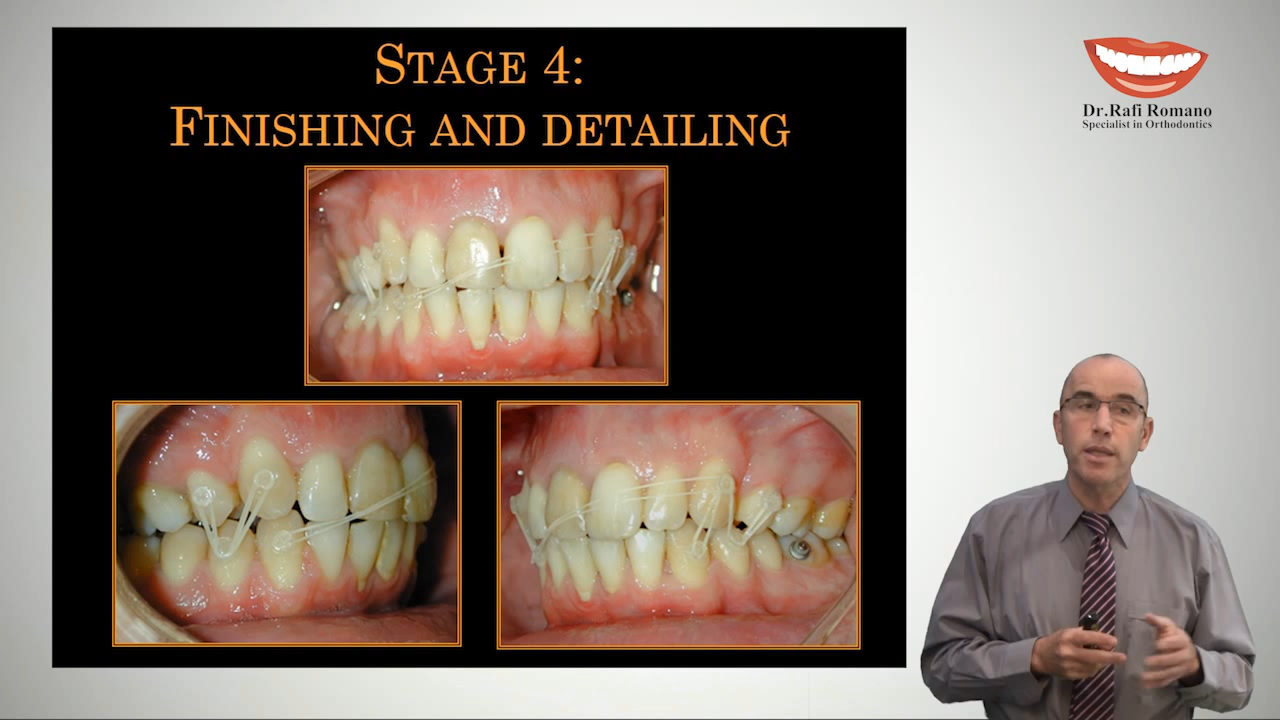 STAGE 4:
FINISHING AND DETAILING
Dr.Rafi Romano
Specialist in Orthodontics